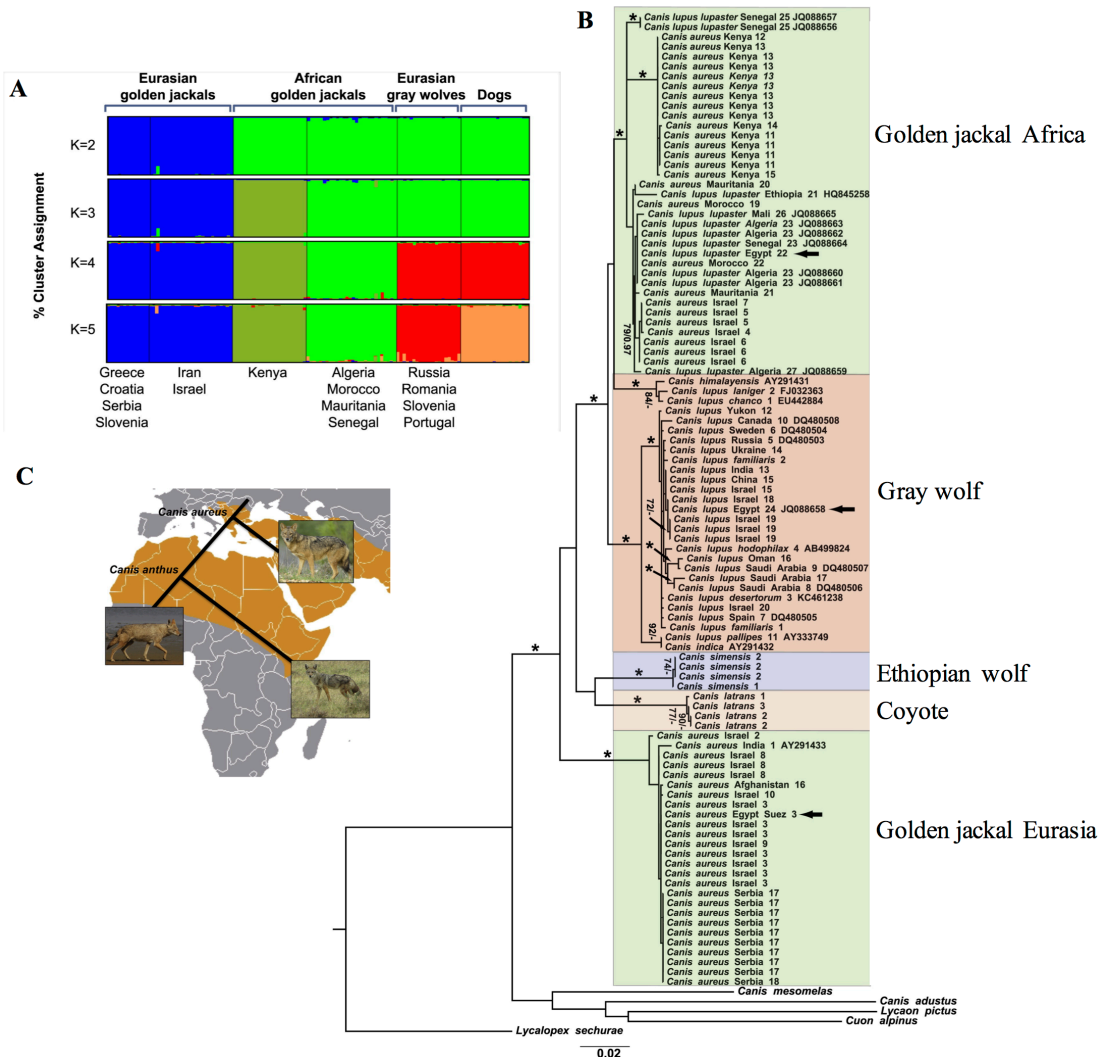 A
Eurasian golden jackals
African golden jackals
Eurasian gray wolves
Dogs
% Cluster Assignment
K=2
K=3
K=4
K=5
Greece
Croatia
Serbia
Slovenia
Iran
Israel
Kenya
Algeria
Morocco
Mauritania
Senegal
Russia
Romania
Slovenia
Portugal
B
Canis lupus lupaster Senegal 25 JQ088657
Canis lupus lupaster Senegal 25 JQ088656
Canis aureus Kenya 12
Canis aureus Kenya 13
Canis aureus Kenya 13
Canis aureus Kenya 13
Canis aureus Kenya 13
Canis aureus Kenya 13
Canis aureus Kenya 13
Canis aureus Kenya 13
Canis aureus Kenya 13
Canis aureus Kenya 14
Canis aureus Kenya 11
Canis aureus Kenya 11
Canis aureus Kenya 11
Canis aureus Kenya 11
Canis aureus Kenya 15
Canis aureus Mauritania 20
Canis lupus lupaster Ethiopia 21 HQ845258
Canis aureus Morocco 19
Canis lupus lupaster Mali 26 JQ088665
Canis lupus lupaster Algeria 23 JQ088663
Canis lupus lupaster Algeria 23 JQ088662
Canis lupus lupaster Senegal 23 JQ088664
Canis lupus lupaster Egypt 22
Canis aureus Morocco 22
Canis lupus lupaster Algeria 23 JQ088660
Canis lupus lupaster Algeria 23 JQ088661
Canis aureus Mauritania 21
Canis aureus Israel 7
Canis aureus Israel 5
Canis aureus Israel 5
Canis aureus Israel 4
Canis aureus Israel 6
Canis aureus Israel 6
Canis aureus Israel 6
Canis lupus lupaster Algeria 27 JQ088659
79/0.97
Golden jackal Africa
Canis himalayensis AY291431
Canis lupus laniger 2 FJ032363
Canis lupus chanco 1 EU442884
84/-
Canis lupus Yukon 12
Canis lupus Canada 10 DQ480508
Canis lupus Sweden 6 DQ480504
Canis lupus Russia 5 DQ480503
Canis lupus Ukraine 14
Canis lupus familiaris 2
Canis lupus India 13
Canis lupus China 15
Canis lupus Israel 15
Canis lupus Israel 18
Canis lupus Egypt 24 JQ088658
Canis lupus Israel 19
Canis lupus Israel 19
Canis lupus Israel 19
72/-
Canis lupus hodophilax 4 AB499824
Canis lupus Oman 16
Canis lupus Saudi Arabia 9 DQ480507
Canis lupus Saudi Arabia 17
Canis lupus Saudi Arabia 8 DQ480506
Canis lupus desertorum 3 KC461238
Canis lupus Israel 20
Canis lupus Spain 7 DQ480505
Canis lupus familiaris 1
Canis lupus pallipes 11 AY333749
Canis indica AY291432
92/-
Gray wolf
Canis simensis 2
Canis simensis 2
Canis simensis 2
Canis simensis 1
74/-
Ethiopian wolf
Canis latrans 1
Canis latrans 3
Canis latrans 2
Canis latrans 2
90/-
77/-
Coyote
Canis aureus Israel 2
Canis aureus India 1 AY291433
Canis aureus Israel 8
Canis aureus Israel 8
Canis aureus Israel 8
Canis aureus Afghanistan 16
Canis aureus Israel 10
Canis aureus Israel 3
Canis aureus Egypt Suez 3
Canis aureus Israel 3
Canis aureus Israel 3
Canis aureus Israel 9
Canis aureus Israel 3
Canis aureus Israel 3
Canis aureus Israel 3
Canis aureus Israel 3
Canis aureus Serbia 17
Canis aureus Serbia 17
Canis aureus Serbia 17
Canis aureus Serbia 17
Canis aureus Serbia 17
Canis aureus Serbia 17
Canis aureus Serbia 17
Canis aureus Serbia 17
Canis aureus Serbia 17
Canis aureus Serbia 18
Golden jackal Eurasia
Canis mesomelas
Canis adustus
Lycaon pictus
Cuon alpinus
Lycalopex sechurae
0.02
C
Canis aureus
Canis anthus